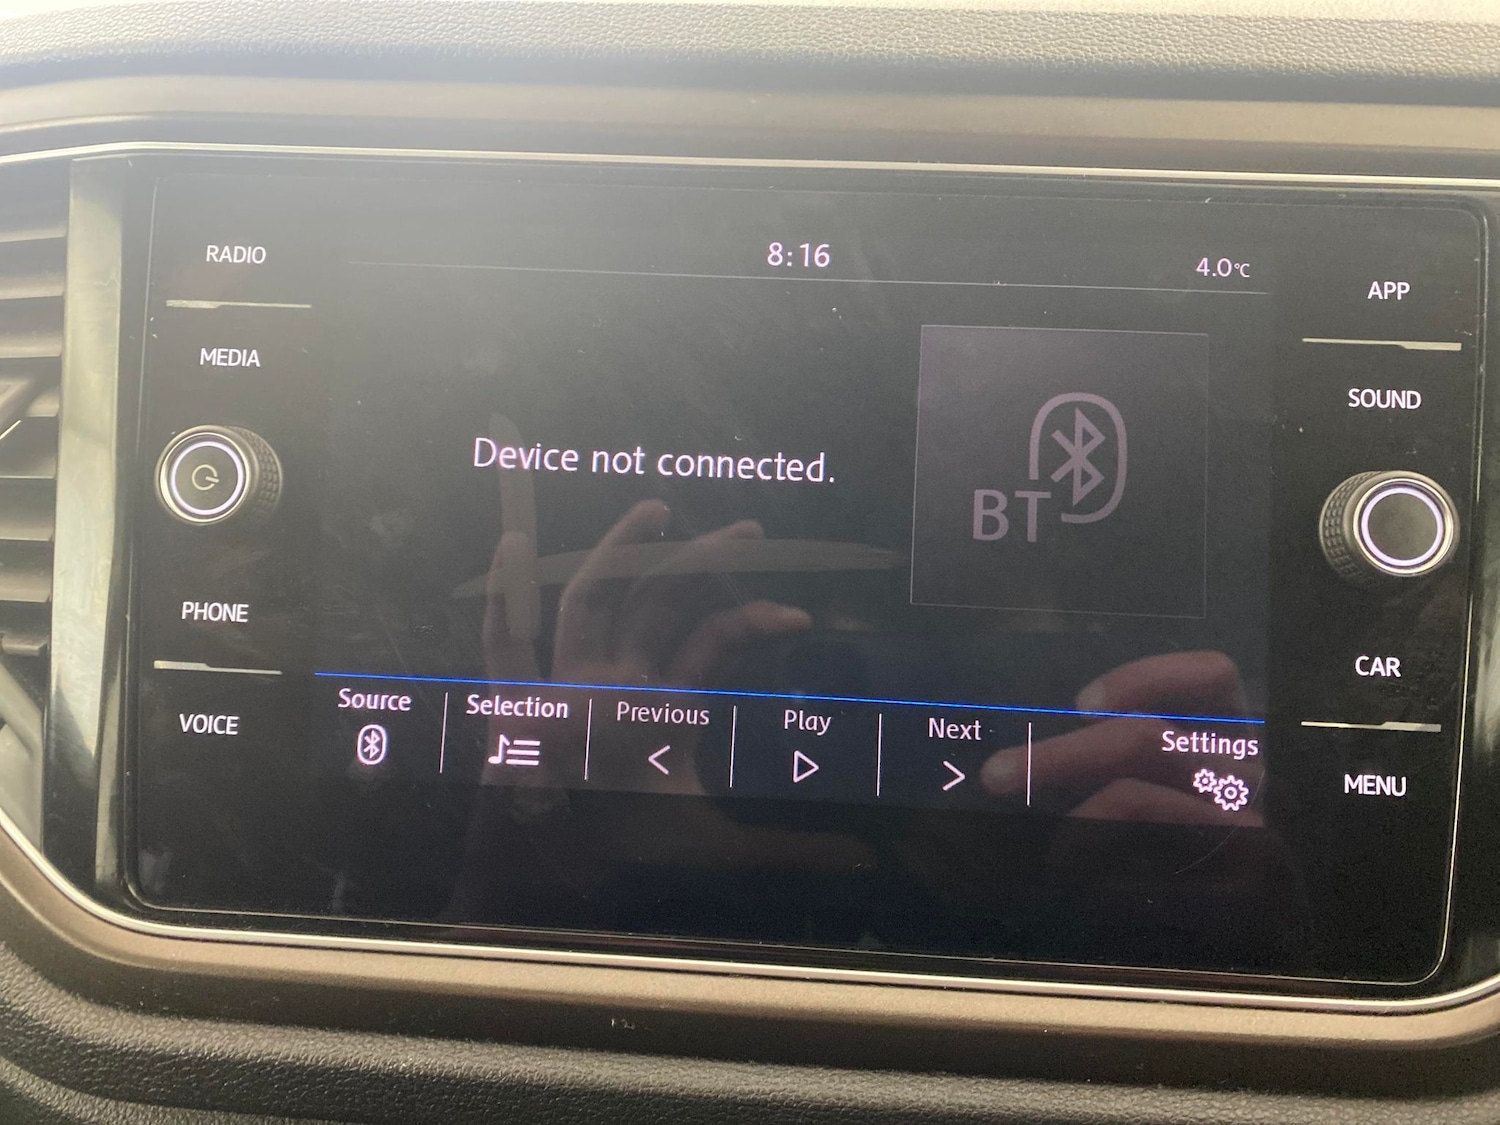 RADIO
8:16
4.0°C
APP
MEDIA
SOUND
Device not connected.
BT
PHONE
CAR
VOICE
Source
Selection
Previous
Play
Next
Settings
MENU